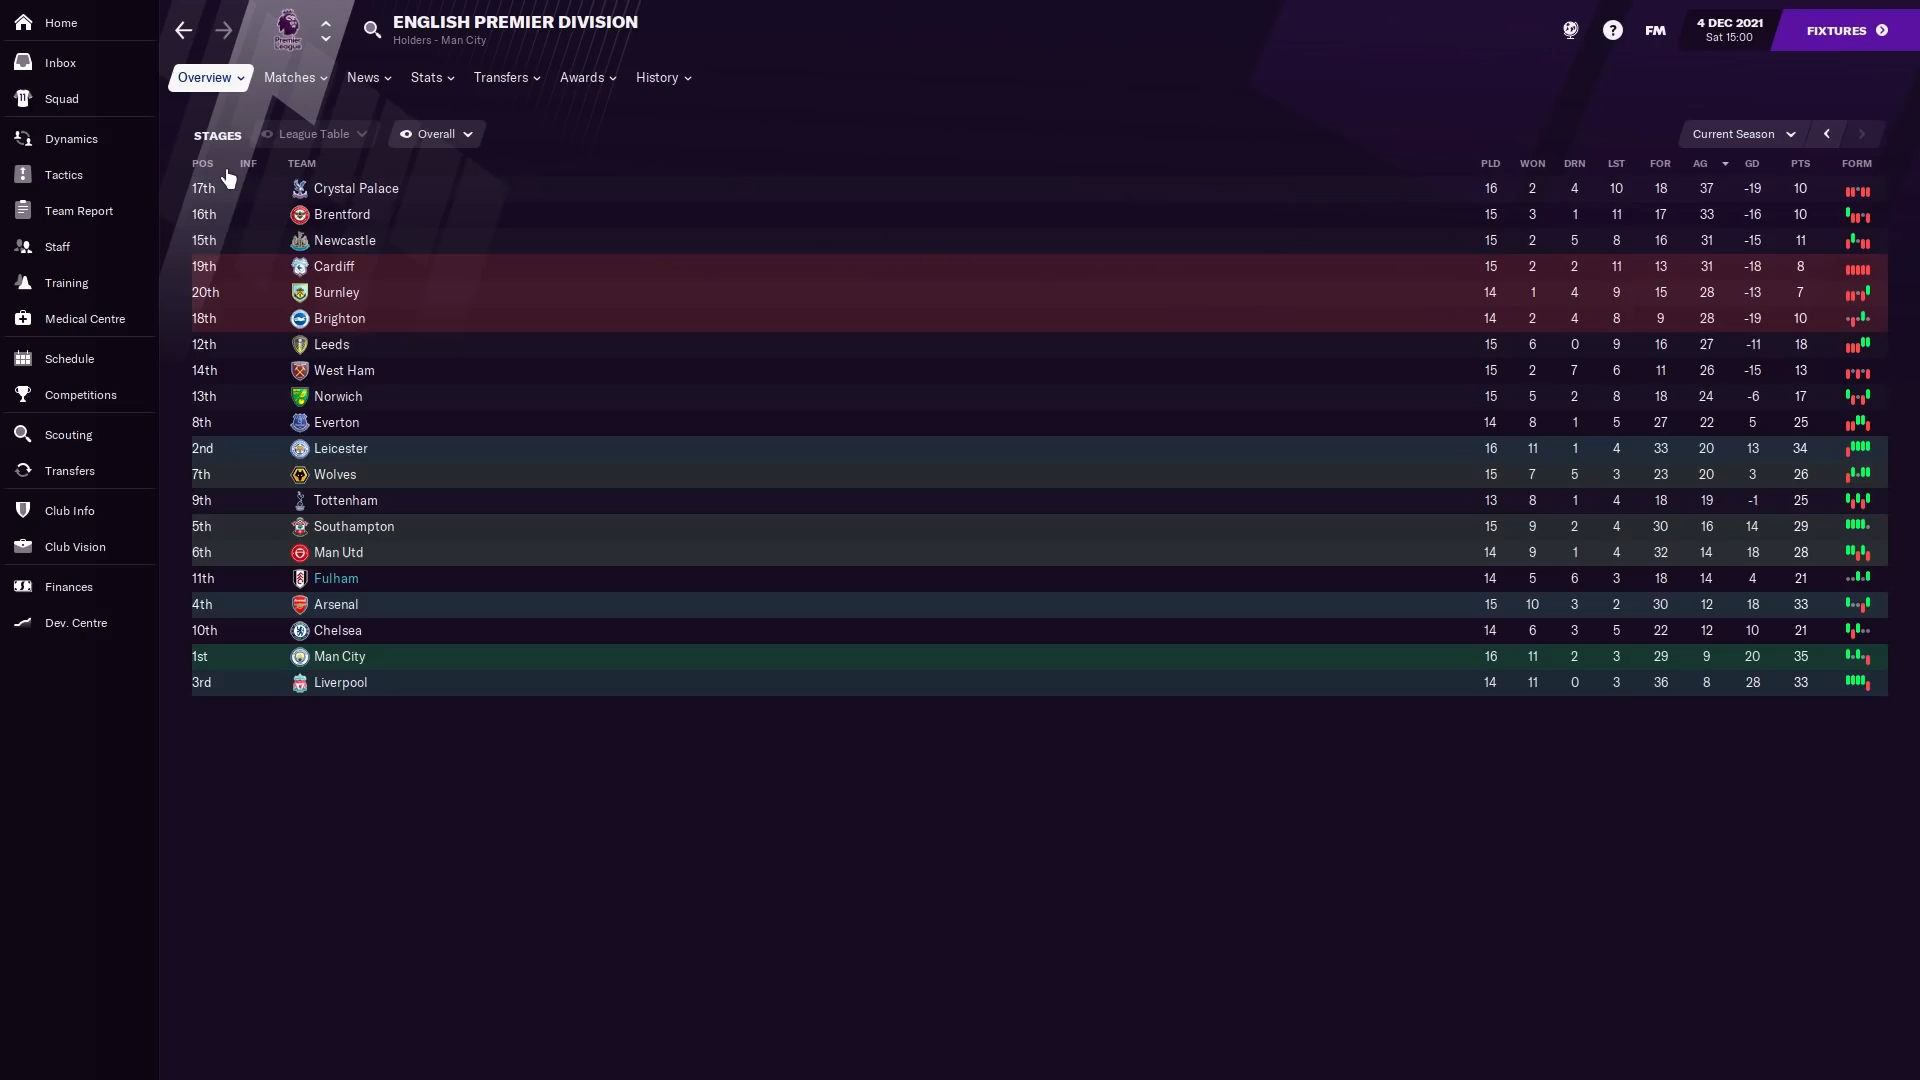 Home
Inbox
Squad
Dynamics
Tactics
Team Report
Staff
Training
Medical Centre
Schedule
Competitions
Scouting
Transfers
Club Info
Club Vision
Finances
Dev. Centre
Premier League
ENGLISH PREMIER DIVISION
Holders - Man City
? FM
4 DEC 2021
Sat 15:00
FIXTURES
Overview Matches News Stats Transfers Awards History
STAGES League Table Overall Current Season
POS INF TEAM PLD WON DRN LST FOR AG GD PTS FORM
17th Crystal Palace 16 2 4 10 18 37 -19 10
16th Brentford 15 3 1 11 17 33 -16 10
15th Newcastle 15 2 5 8 16 31 -15 11
19th Cardiff 15 2 2 11 13 31 -18 8
20th Burnley 14 1 4 9 15 28 -13 7
18th Brighton 14 2 4 8 9 28 -19 10
12th Leeds 15 6 0 9 16 27 -11 18
14th West Ham 15 2 7 6 11 26 -15 13
13th Norwich 15 5 2 8 18 24 -6 17
8th Everton 14 8 1 5 27 22 5 25
2nd Leicester 16 11 1 4 33 20 13 34
7th Wolves 15 7 5 3 23 20 3 26
9th Tottenham 13 8 1 4 18 19 -1 25
5th Southampton 15 9 2 4 30 16 14 29
6th Man Utd 14 9 1 4 32 14 18 28
11th Fulham 14 5 6 3 18 14 4 21
4th Arsenal 15 10 3 2 30 12 18 33
10th Chelsea 14 6 3 5 22 12 10 21
1st Man City 16 11 2 3 29 9 20 35
3rd Liverpool 14 11 0 3 36 8 28 33